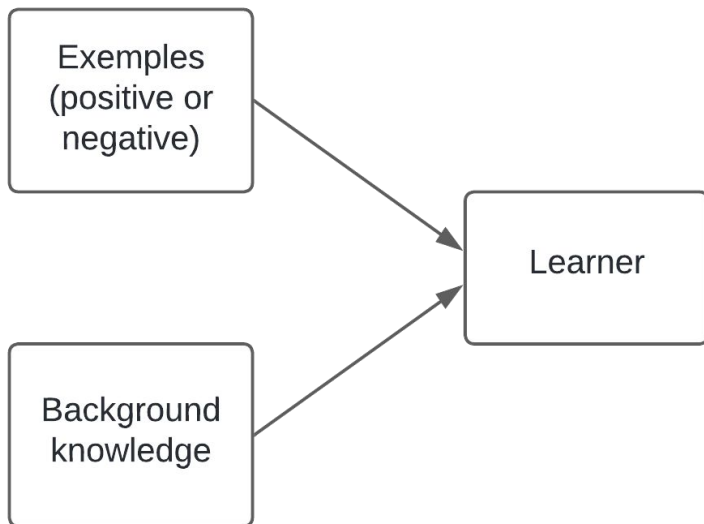 Exemples
(positive or
negative)
Learner
Background
knowledge